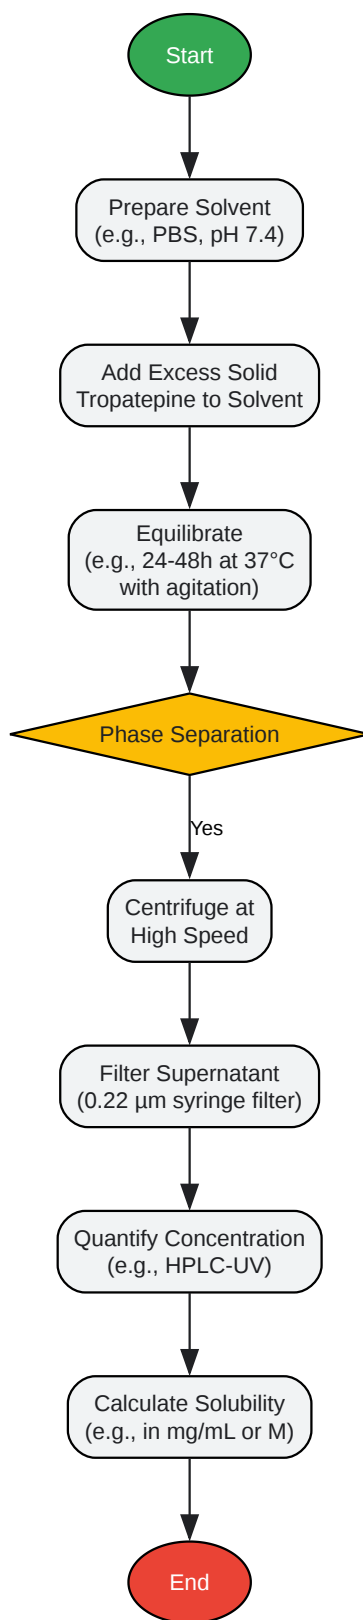 Start
Prepare Solvent
(e.g., PBS, pH 7.4)
Add Excess Solid
Tropatepine to Solvent
Equilibrate
(e.g., 24-48h at 37°C
with agitation)
Phase Separation
Yes
Centrifuge at
High Speed
Filter Supernatant
(0.22 µm syringe filter)
Quantify Concentration
(e.g., HPLC-UV)
Calculate Solubility
(e.g., in mg/mL or M)
End